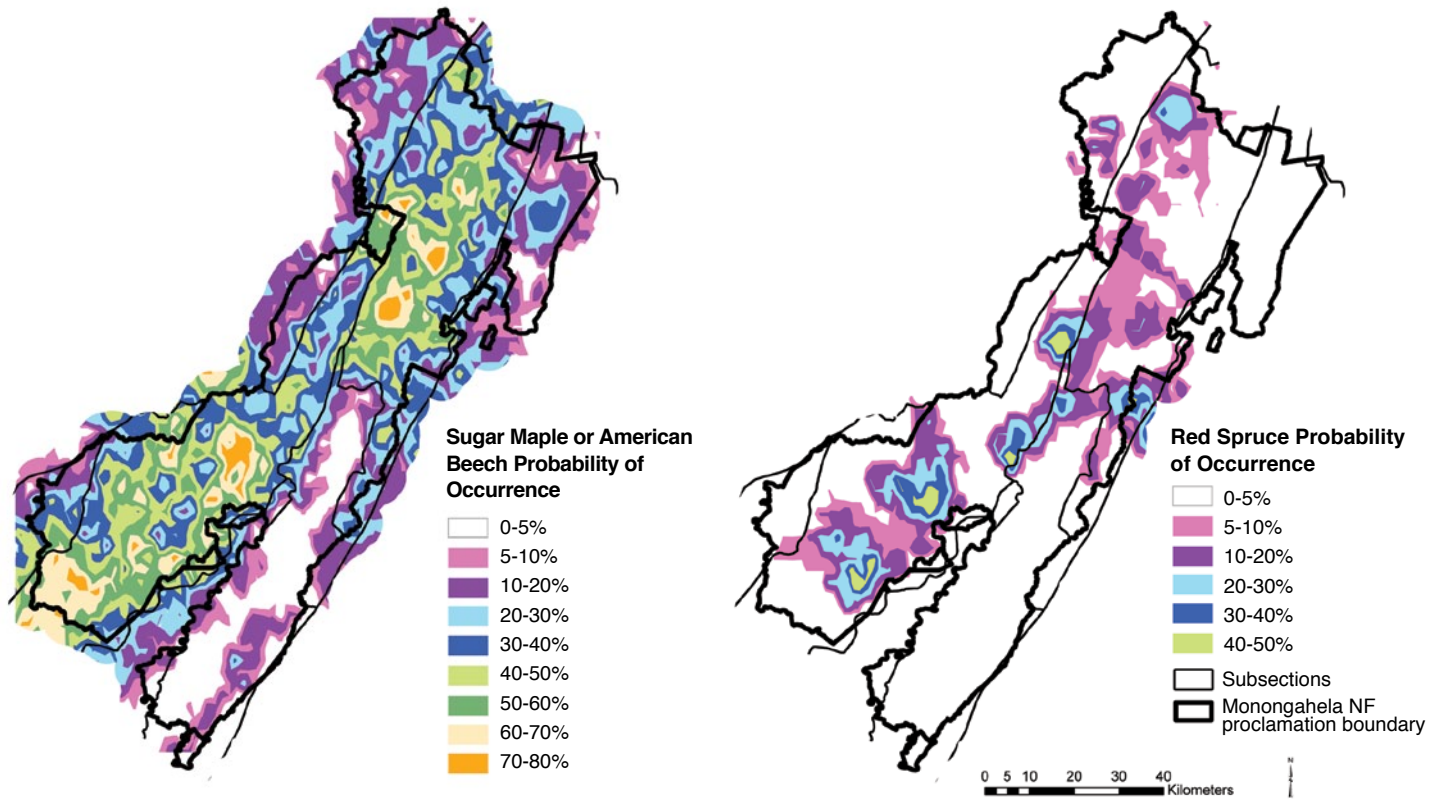 Sugar Maple or American
Beech Probability of
Occurrence
0-5%
5-10%
10-20%
20-30%
30-40%
40-50%
50-60%
60-70%
70-80%
Red Spruce Probability
of Occurrence
0-5%
5-10%
10-20%
20-30%
30-40%
40-50%
Subsections
Monongahela NF
proclamation boundary
0 5 10 20 30 40
Kilometers
N